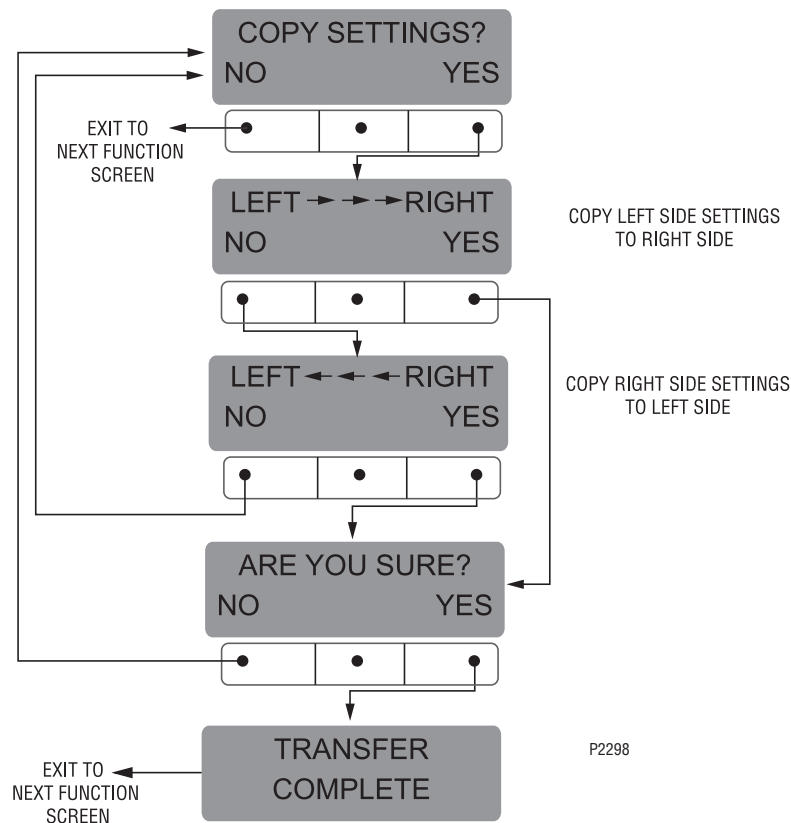 COPY SETTINGS?
NO YES
EXIT TO
NEXT FUNCTION
SCREEN
LEFT RIGHT
NO YES
COPY LEFT SIDE SETTINGS
TO RIGHT SIDE
LEFT RIGHT
NO YES
COPY RIGHT SIDE SETTINGS
TO LEFT SIDE
ARE YOU SURE?
NO YES
TRANSFER
COMPLETE
P2298
EXIT TO
NEXT FUNCTION
SCREEN